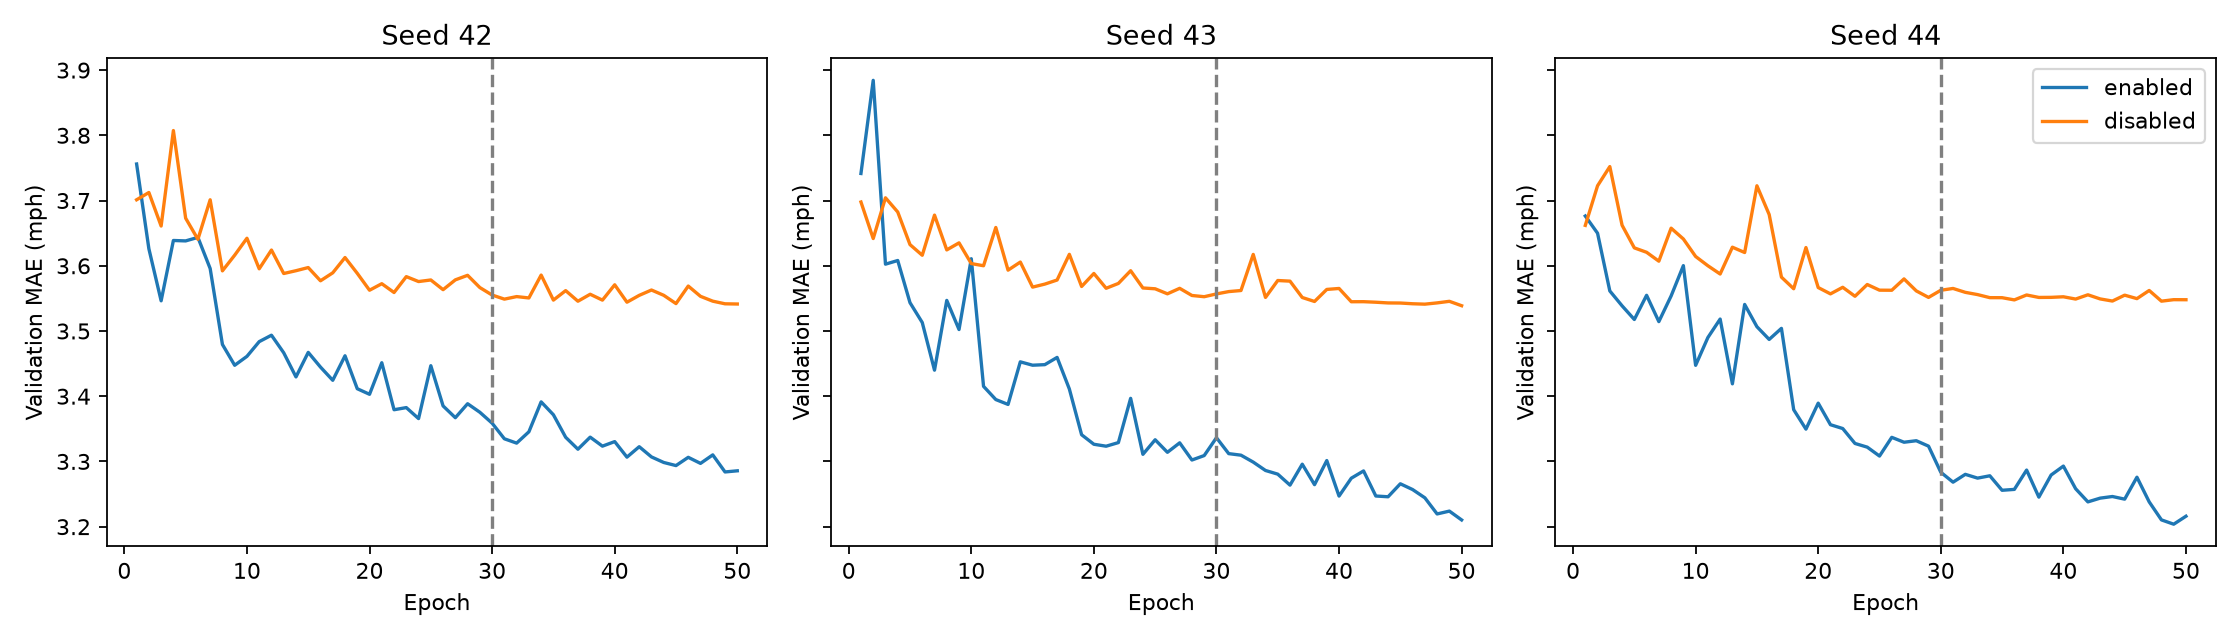 Seed 42
Seed 43
Seed 44
Validation MAE (mph)
3.9
3.8
3.7
3.6
3.5
3.4
3.3
3.2
0 10 20 30 40 50
Epoch
Validation MAE (mph)
0 10 20 30 40 50
Epoch
Validation MAE (mph)
enabled
disabled
0 10 20 30 40 50
Epoch